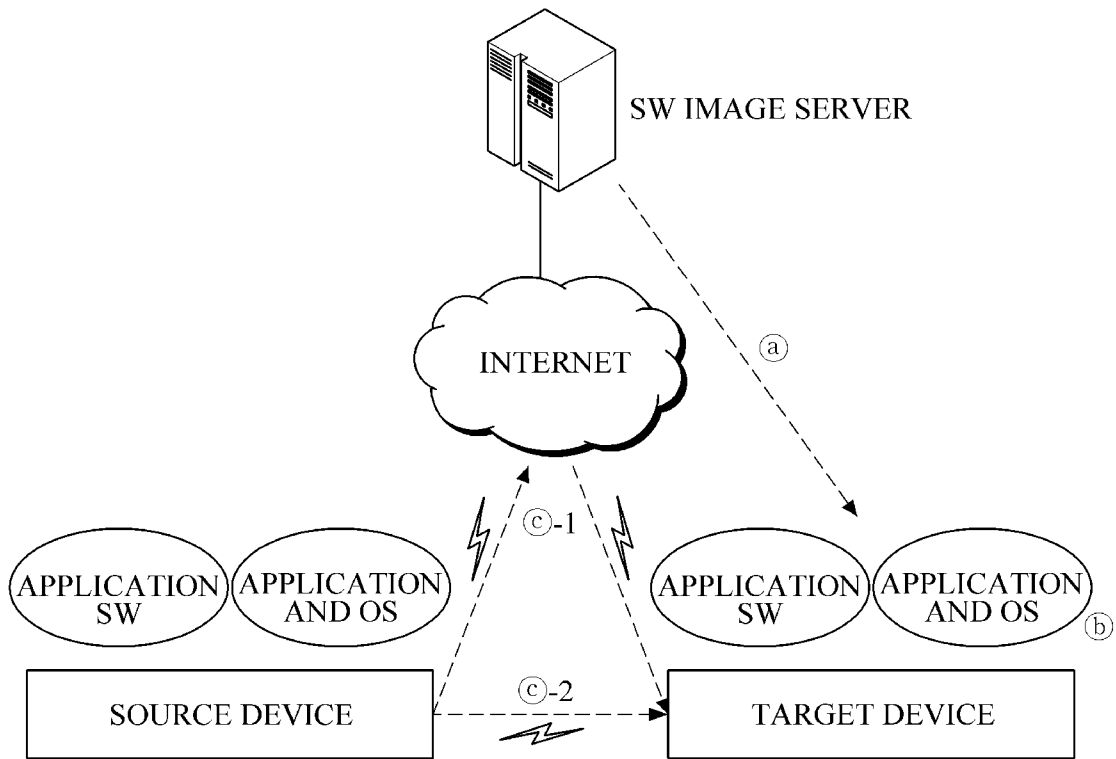 SW IMAGE SERVER
ⓐ
INTERNET
ⓒ-1
APPLICATION
SW
APPLICATION
AND OS
APPLICATION
SW
APPLICATION
AND OS
ⓑ
SOURCE DEVICE
ⓒ-2
TARGET DEVICE